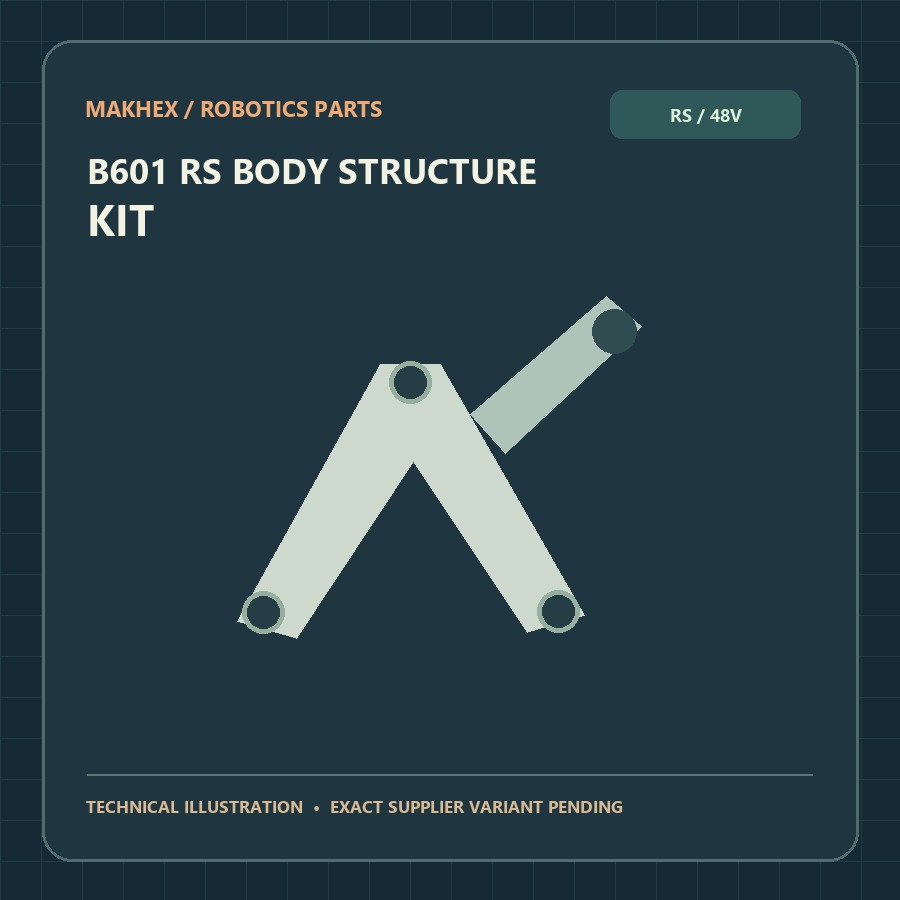 MAKHEX / ROBOTICS PARTS
RS / 48V
B601 RS BODY STRUCTURE
KIT
TECHNICAL ILLUSTRATION • EXACT SUPPLIER VARIANT PENDING